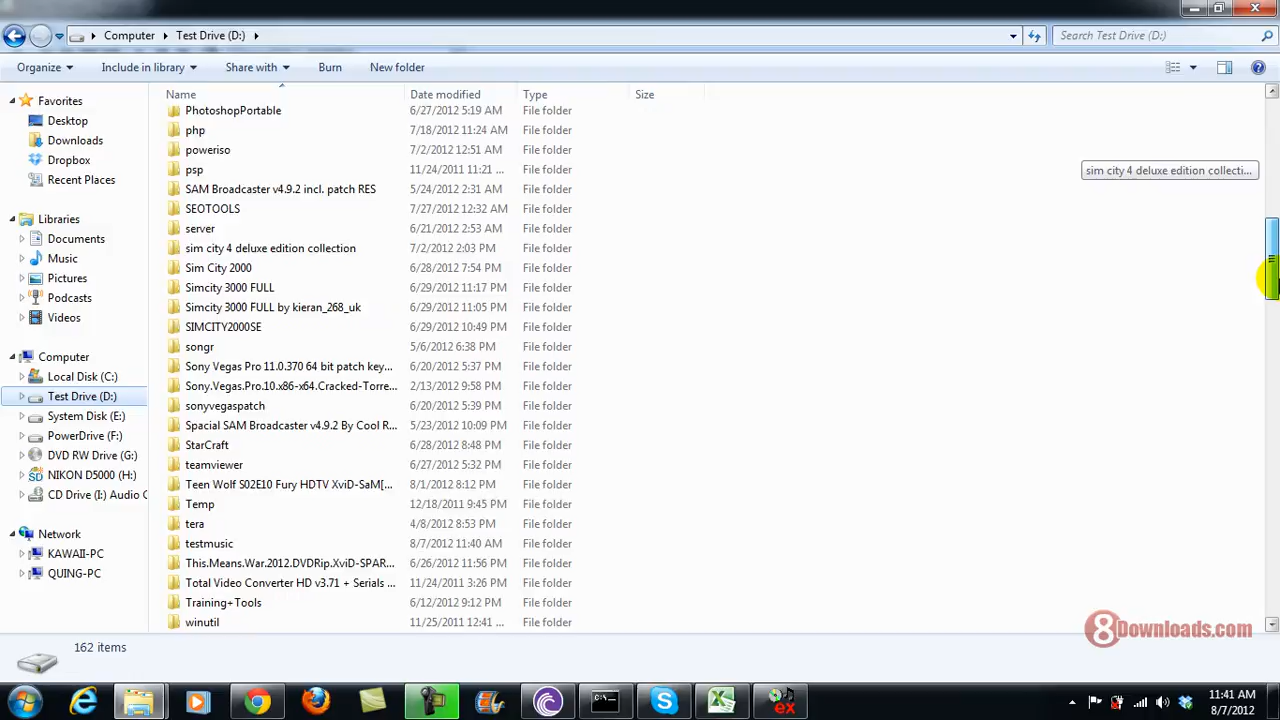 Computer Test Drive (D:) Search Test Drive (D:)
Organize Include in library Share with Burn New folder
Favorites
Desktop
Downloads
Dropbox
Recent Places
Libraries
Documents
Music
Pictures
Podcasts
Videos
Computer
Local Disk (C:)
Test Drive (D:)
System Disk (E:)
PowerDrive (F:)
DVD RW Drive (G:)
NIKON D5000 (H:)
CD Drive (I:) Audio C
Network
KAWAII-PC
QUING-PC
Name Date modified Type Size
PhotoshopPortable 6/27/2012 5:19 AM File folder
php 7/18/2012 11:24 AM File folder
poweriso 7/2/2012 12:51 AM File folder
psp 11/24/2011 11:21 ... File folder
SAM Broadcaster v4.9.2 incl. patch RES 5/24/2012 2:31 AM File folder
SEOTOOLS 7/27/2012 12:32 AM File folder
server 6/21/2012 2:53 AM File folder
sim city 4 deluxe edition collection 7/2/2012 2:03 PM File folder
Sim City 2000 6/28/2012 7:54 PM File folder
Simcity 3000 FULL 6/29/2012 11:17 PM File folder
Simcity 3000 FULL by kieran_268_uk 6/29/2012 11:05 PM File folder
SIMCITY2000SE 6/29/2012 10:49 PM File folder
songr 5/6/2012 6:38 PM File folder
Sony Vegas Pro 11.0.370 64 bit patch key... 6/20/2012 5:37 PM File folder
Sony.Vegas.Pro.10.x86-x64.Cracked-Torre... 2/13/2012 9:58 PM File folder
sonyvegaspatch 6/20/2012 5:39 PM File folder
Spacial SAM Broadcaster v4.9.2 By Cool R... 5/23/2012 10:09 PM File folder
StarCraft 6/28/2012 8:48 PM File folder
teamviewer 6/27/2012 5:32 PM File folder
Teen Wolf S02E10 Fury HDTV XviD-SaM[... 8/1/2012 8:12 PM File folder
Temp 12/18/2011 9:45 PM File folder
tera 4/8/2012 8:53 PM File folder
testmusic 8/7/2012 11:40 AM File folder
This.Means.War.2012.DVDRip.XviD-SPAR... 6/26/2012 11:56 PM File folder
Total Video Converter HD v3.71 + Serials ... 11/24/2011 3:26 PM File folder
Training+Tools 6/12/2012 9:12 PM File folder
winutil 11/25/2011 12:41 ... File folder
sim city 4 deluxe edition collecti...
8Downloads.com
162 items
ex
11:41 AM
8/7/2012